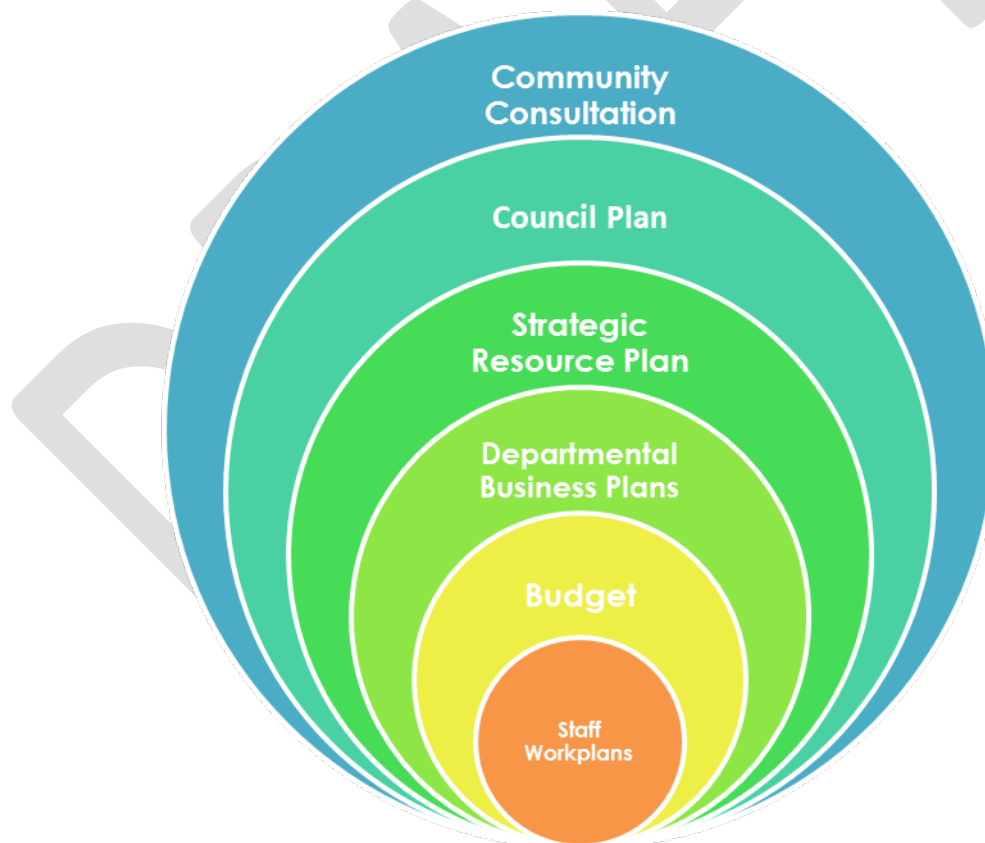 Community
Consultation
Council Plan
Strategic
Resource Plan
Departmental
Business Plans
Budget
Staff
Workplans